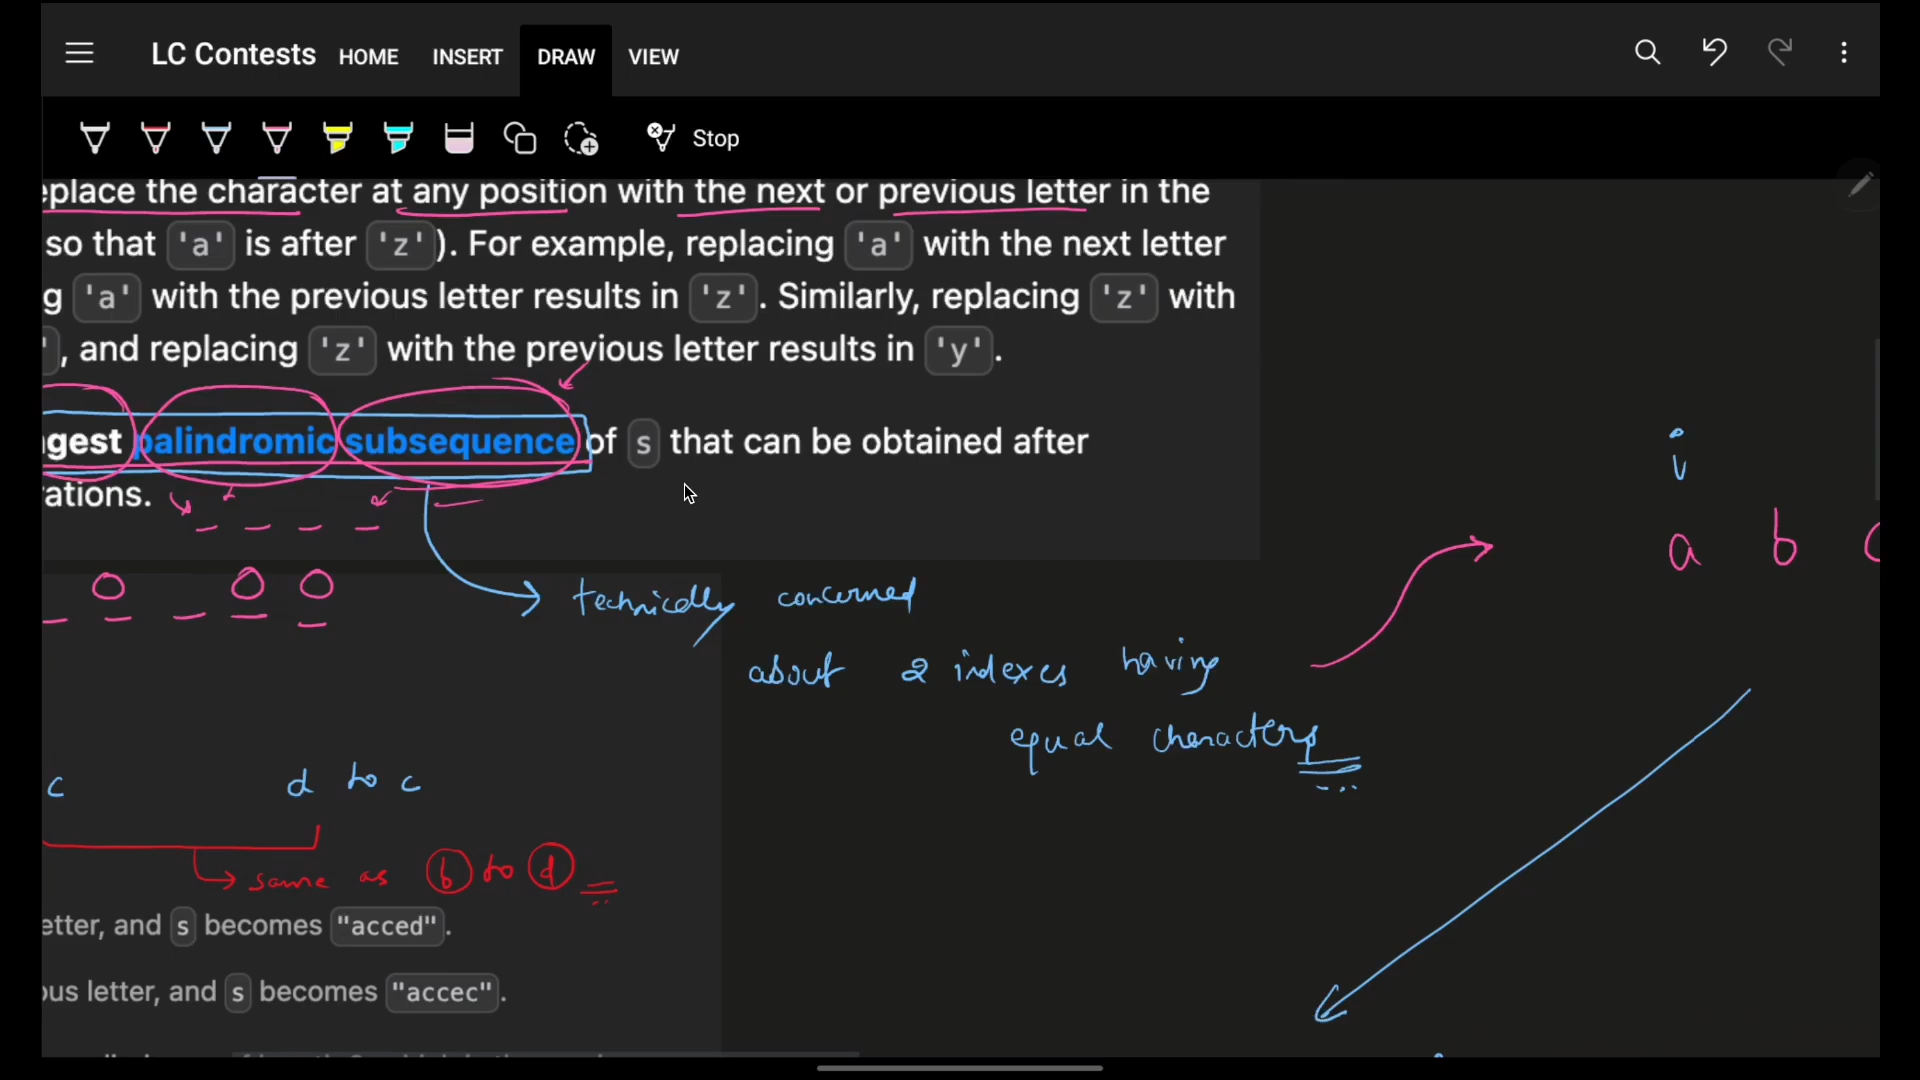 LC Contests HOME INSERT DRAW VIEW
Stop
eplace the character at any position with the next or previous letter in the
so that 'a' is after 'z'). For example, replacing 'a' with the next letter
g 'a' with the previous letter results in 'z'. Similarly, replacing 'z' with
', and replacing 'z' with the previous letter results in 'y'.
gest palindromic subsequence of s that can be obtained after
rations.
i
a b
technically concerned
about 2 indexes having
equal characters
c d to c
same as b to d
etter, and s becomes "acced".
ous letter, and s becomes "accec".